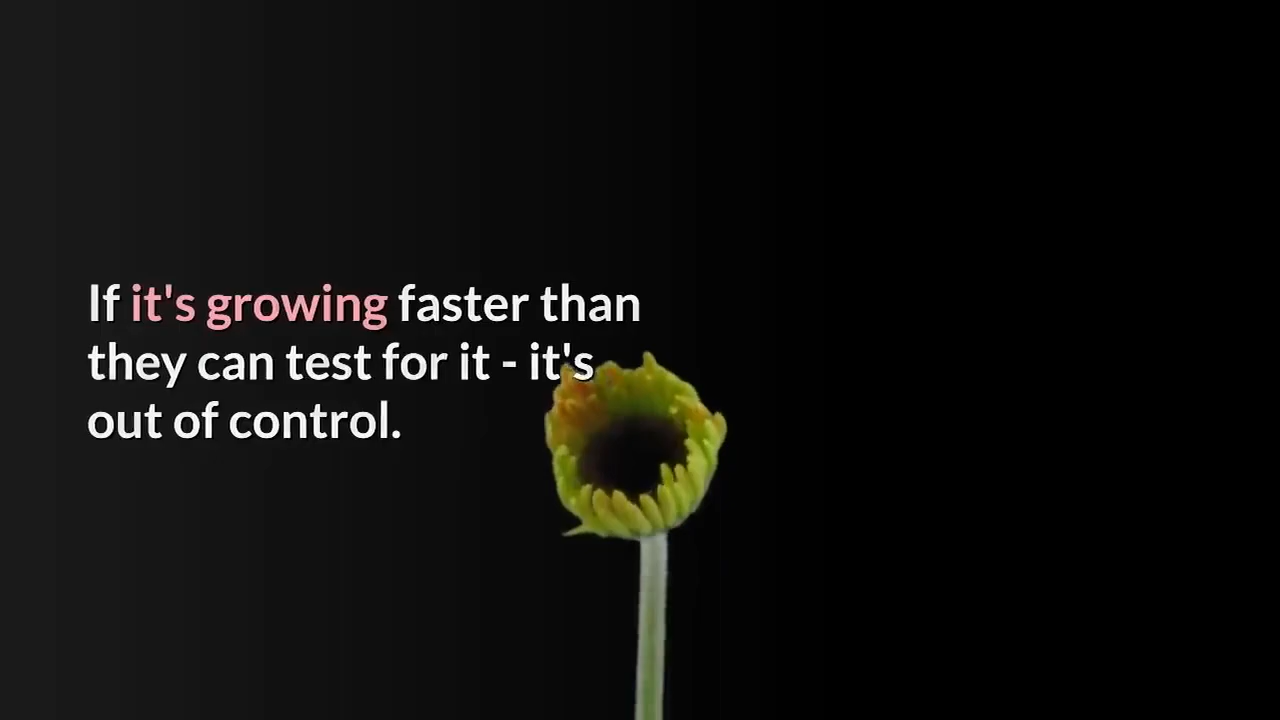 If it's growing faster than
they can test for it - it's
out of control.